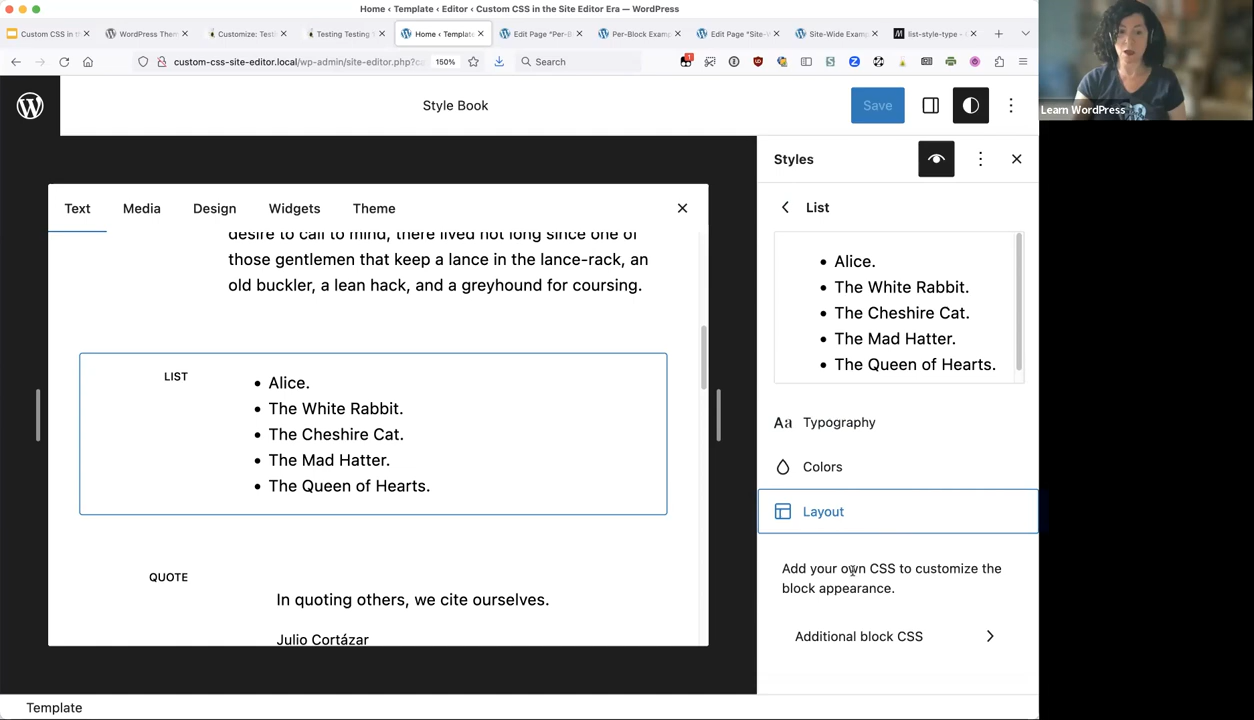 Home ‹ Template ‹ Editor ‹ Custom CSS in the Site Editor Era — WordPress
Custom CSS in t
WordPress Them
Customize: Testi
Testing Testing 1
Home ‹ Templat
Edit Page "Per-B
Per-Block Examp
Edit Page "Site-V
Site-Wide Exam
list-style-type -
custom-css-site-editor.local/wp-admin/site-editor.php?ca
150%
Search
1
Style Book
Save
Learn WordPress
Styles
Text
Media
Design
Widgets
Theme
List
desire to call to mind, there lived not long since one of
those gentlemen that keep a lance in the lance-rack, an
old buckler, a lean hack, and a greyhound for coursing.
• Alice.
• The White Rabbit.
• The Cheshire Cat.
• The Mad Hatter.
• The Queen of Hearts.
LIST
• Alice.
• The White Rabbit.
• The Cheshire Cat.
• The Mad Hatter.
• The Queen of Hearts.
Aa Typography
Colors
Layout
QUOTE
In quoting others, we cite ourselves.
Julio Cortázar
Add your own CSS to customize the
block appearance.
Additional block CSS
Template